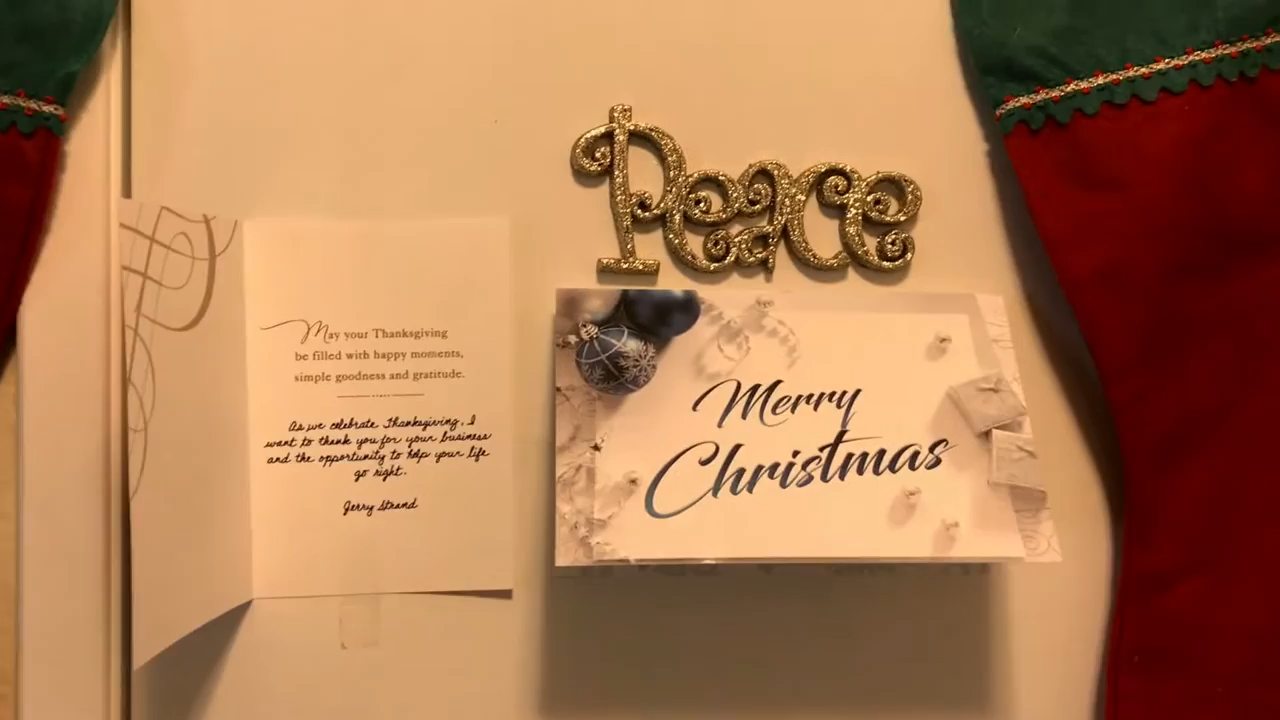 Peace
May your Thanksgiving
be filled with happy moments,
simple goodness and gratitude.
As we celebrate Thanksgiving, I
want to thank you for your business
and the opportunity to help your life
go right.
Jerry Strand
Merry
Christmas